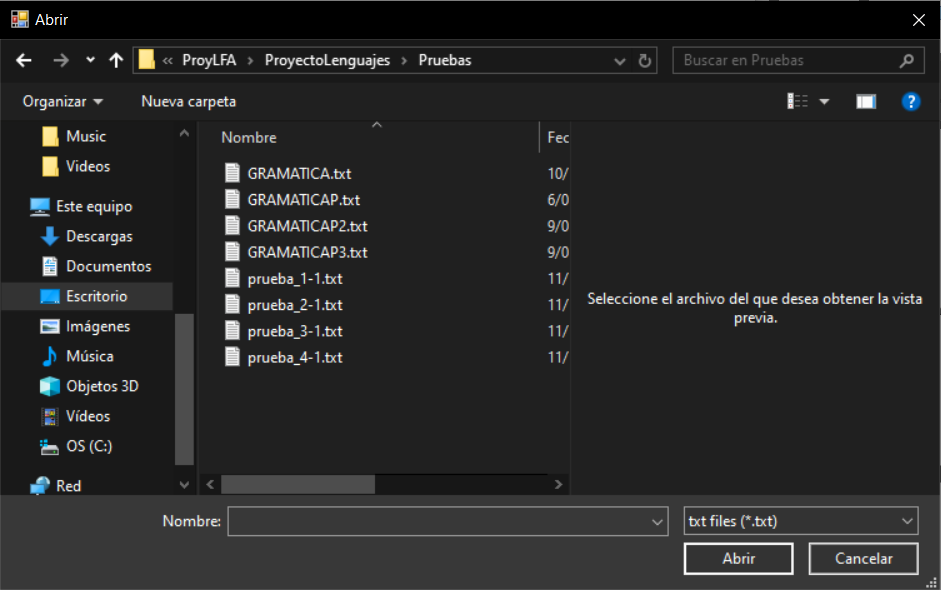 Abrir
« ProyLFA > ProyectoLenguajes > Pruebas
Buscar en Pruebas
Organizar Nueva carpeta
Music
Videos
Este equipo
Descargas
Documentos
Escritorio
Imágenes
Música
Objetos 3D
Vídeos
OS (C:)
Red
Nombre Fec
GRAMATICA.txt 10/
GRAMATICAP.txt 6/0
GRAMATICAP2.txt 9/0
GRAMATICAP3.txt 9/0
prueba_1-1.txt 11/
prueba_2-1.txt 11/
prueba_3-1.txt 11/
prueba_4-1.txt 11/
Seleccione el archivo del que desea obtener la vista
previa.
Nombre:
txt files (*.txt)
Abrir Cancelar